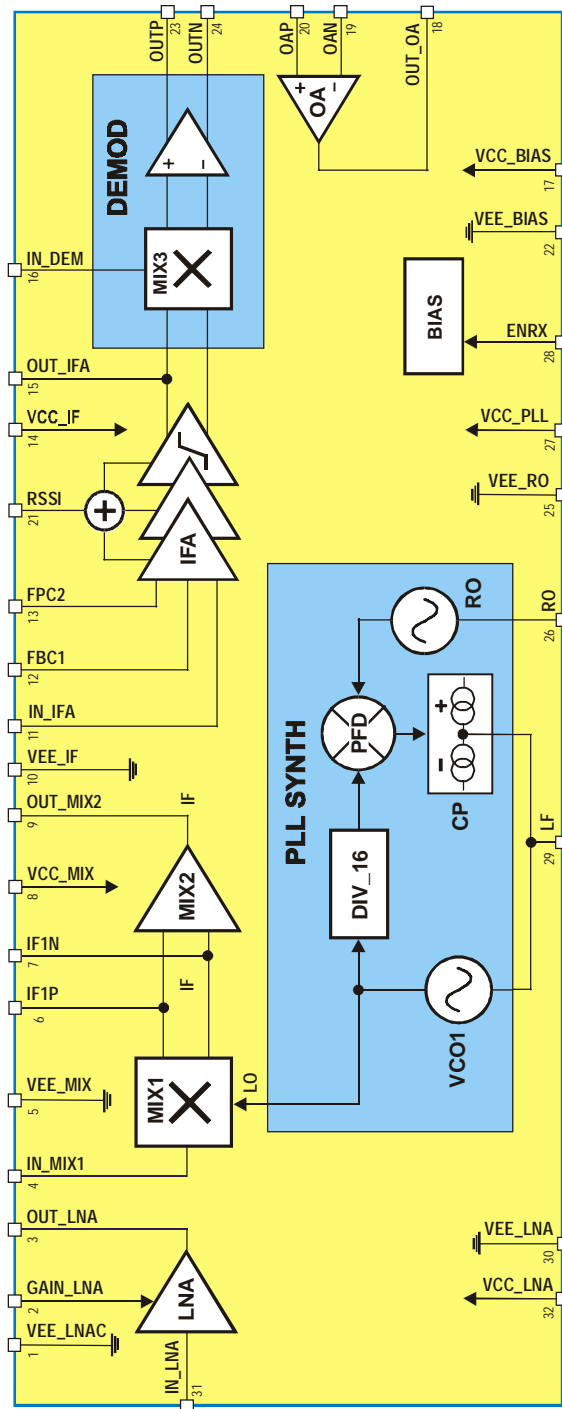 OUTP
23
OUTN
24
OAP
20
OAN
19
OUT_OA
18
DEMOD
+
−
OA
+
−
VCC_BIAS
17
IN_DEM
16
MIX3
VEE_BIAS
22
BIAS
ENRX
28
OUT_IFA
15
VCC_IF
14
VCC_PLL
27
RSSI
21
+
IFA
VEE_RO
25
FPC2
13
FBC1
12
IN_IFA
11
VEE_IF
10
PLL SYNTH
RO
RO
26
PFD
−
+
CP
OUT_MIX2
9
IF
VCC_MIX
8
MIX2
DIV_16
LF
29
IF1N
7
IF
IF1P
6
VCO1
VEE_MIX
5
MIX1
LO
IN_MIX1
4
OUT_LNA
3
GAIN_LNA
2
LNA
VEE_LNAC
1
IN_LNA
31
VEE_LNA
30
VCC_LNA
32